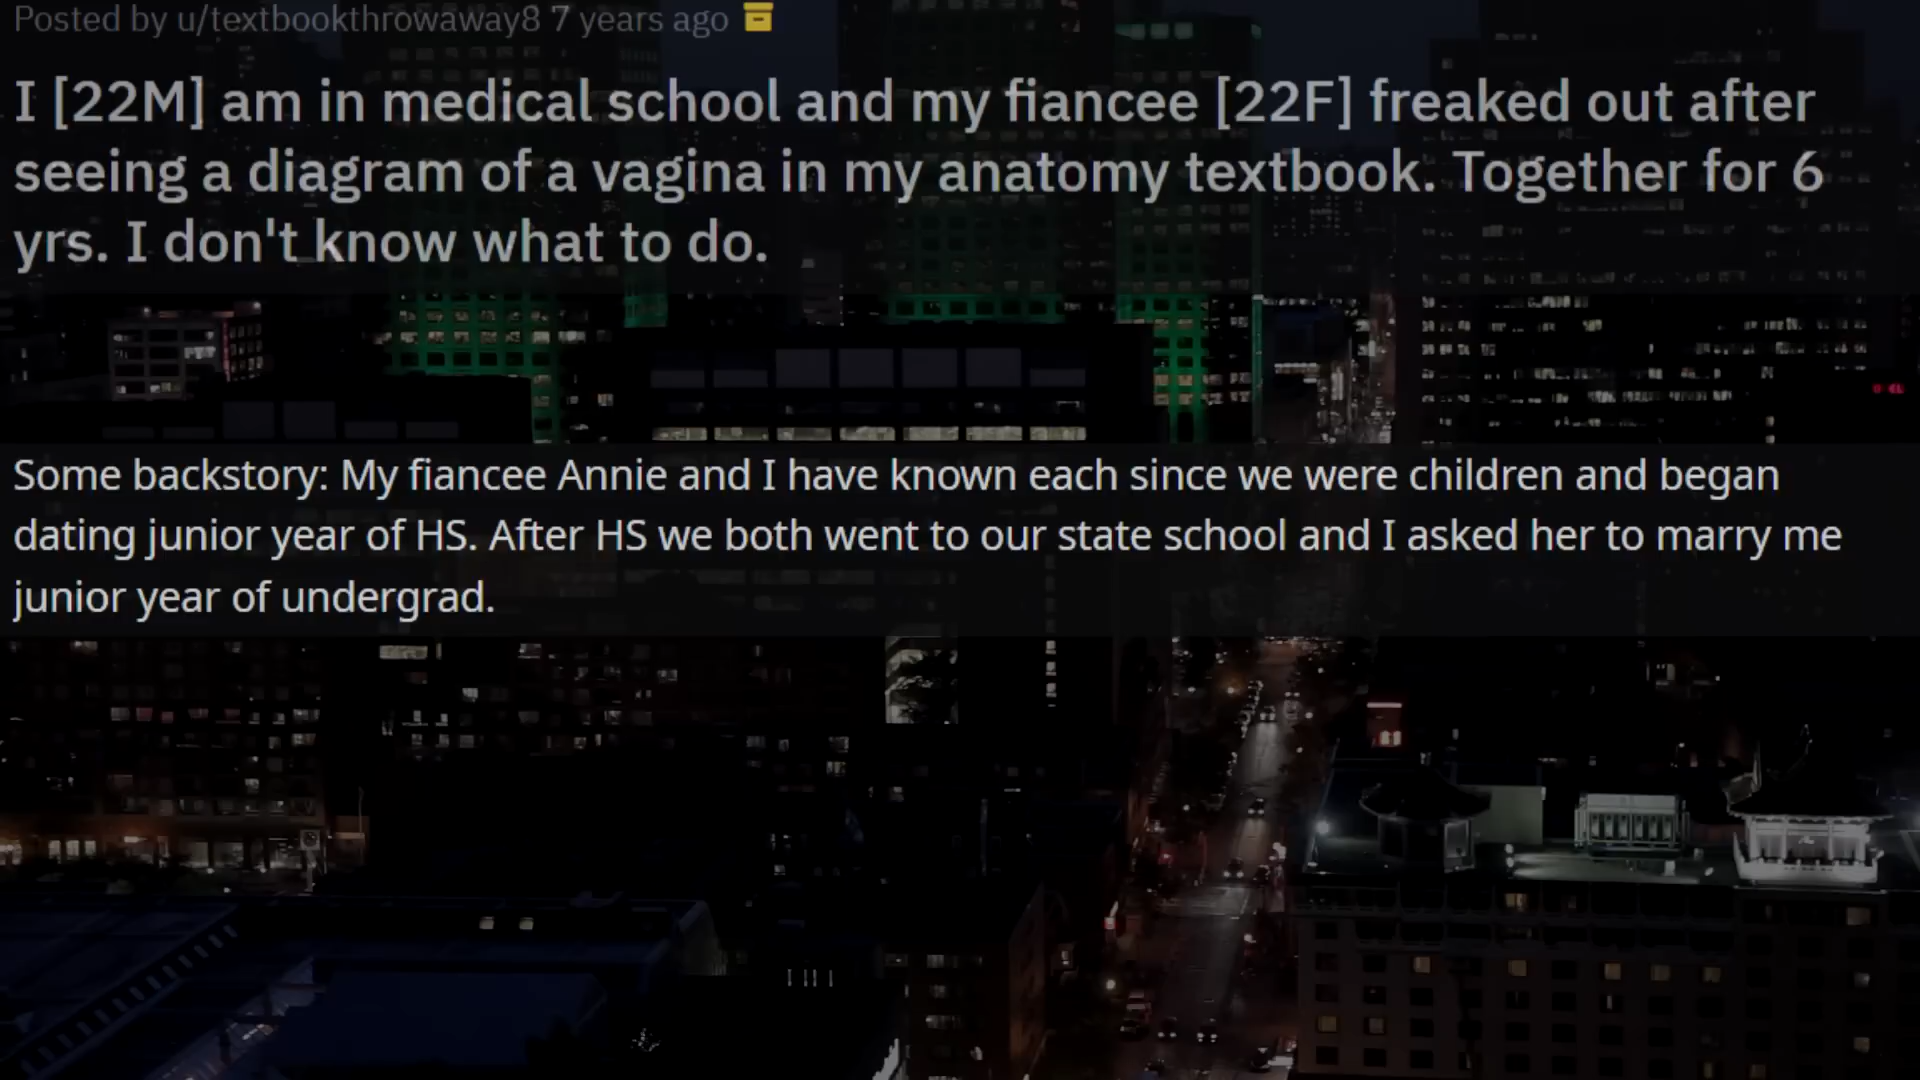 Posted by u/textbookthrowaway8 7 years ago
I [22M] am in medical school and my fiancee [22F] freaked out after
seeing a diagram of a vagina in my anatomy textbook. Together for 6
yrs. I don't know what to do.
Some backstory: My fiancee Annie and I have known each since we were children and began
dating junior year of HS. After HS we both went to our state school and I asked her to marry me
junior year of undergrad.